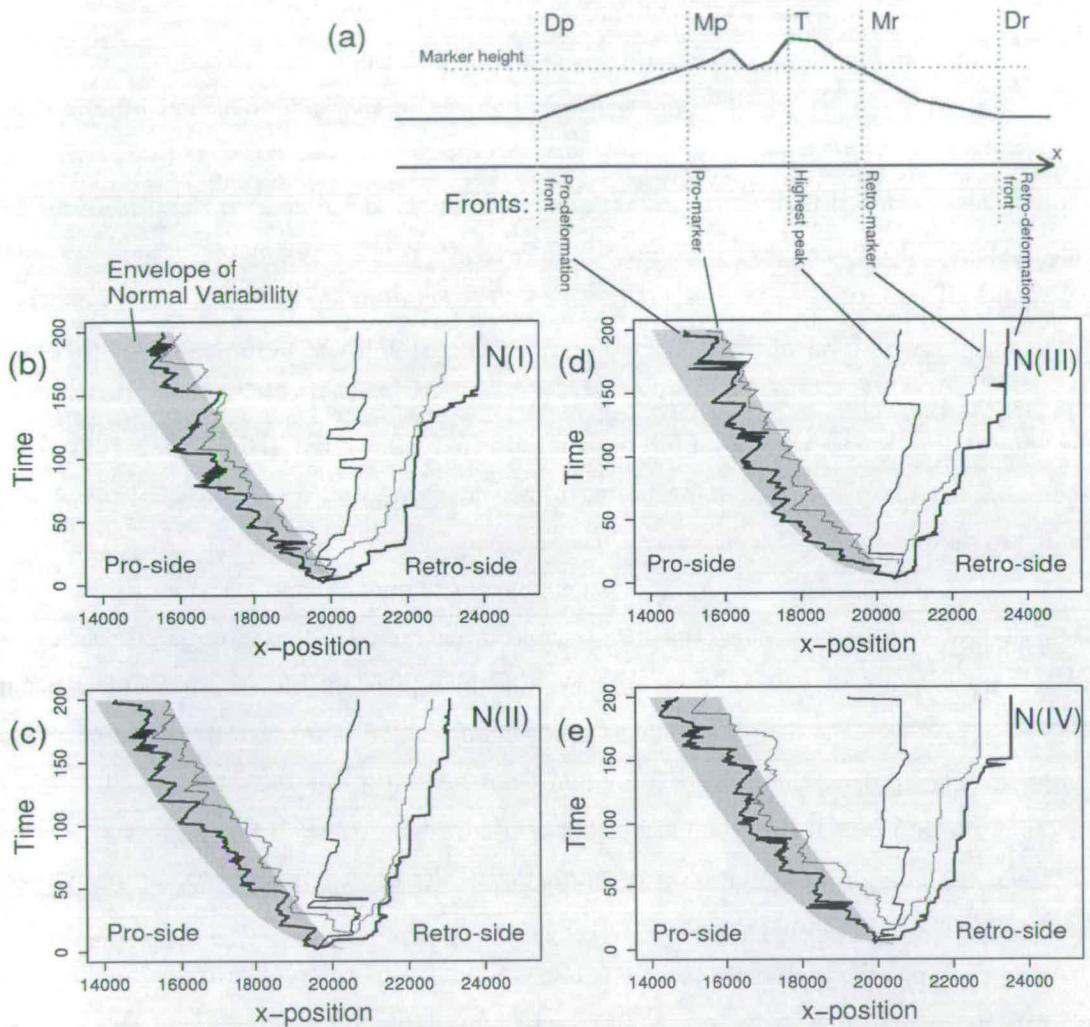 (a)
Dp Mp T Mr Dr
Marker height
x
Fronts:
Pro-deformation
front
Pro-marker
Highest peak
Retro-marker
Retro-deformation
front
Envelope of
Normal Variability
(b)
N(I)
Time
0 50 100 150 200
Pro-side Retro-side
14000 16000 18000 20000 22000 24000
x-position
(d)
N(III)
Time
0 50 100 150 200
Pro-side Retro-side
14000 16000 18000 20000 22000 24000
x-position
(c)
N(II)
Time
0 50 100 150 200
Pro-side Retro-side
14000 16000 18000 20000 22000 24000
x-position
(e)
N(IV)
Time
0 50 100 150 200
Pro-side Retro-side
14000 16000 18000 20000 22000 24000
x-position